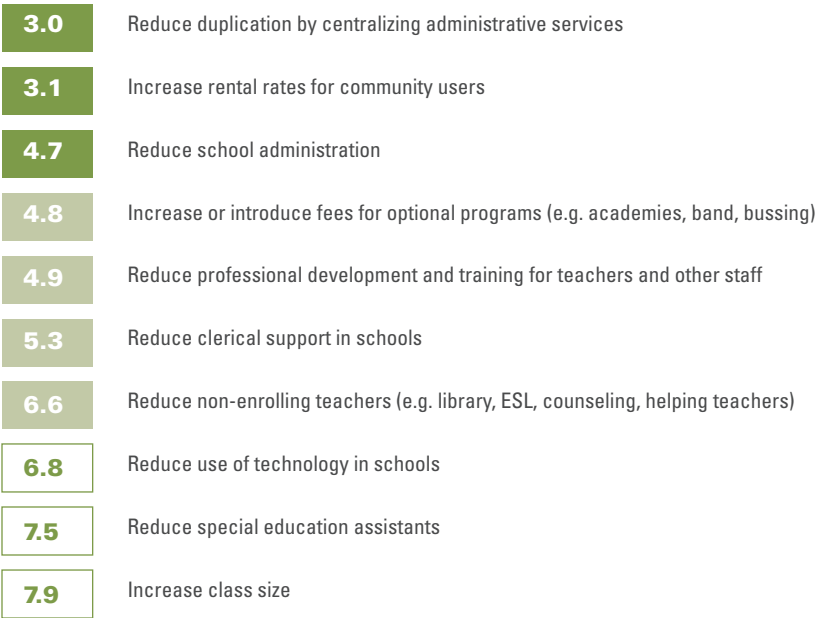 3.0 Reduce duplication by centralizing administrative services
3.1 Increase rental rates for community users
4.7 Reduce school administration
4.8 Increase or introduce fees for optional programs (e.g. academies, band, bussing)
4.9 Reduce professional development and training for teachers and other staff
5.3 Reduce clerical support in schools
6.6 Reduce non-enrolling teachers (e.g. library, ESL, counseling, helping teachers)
6.8 Reduce use of technology in schools
7.5 Reduce special education assistants
7.9 Increase class size